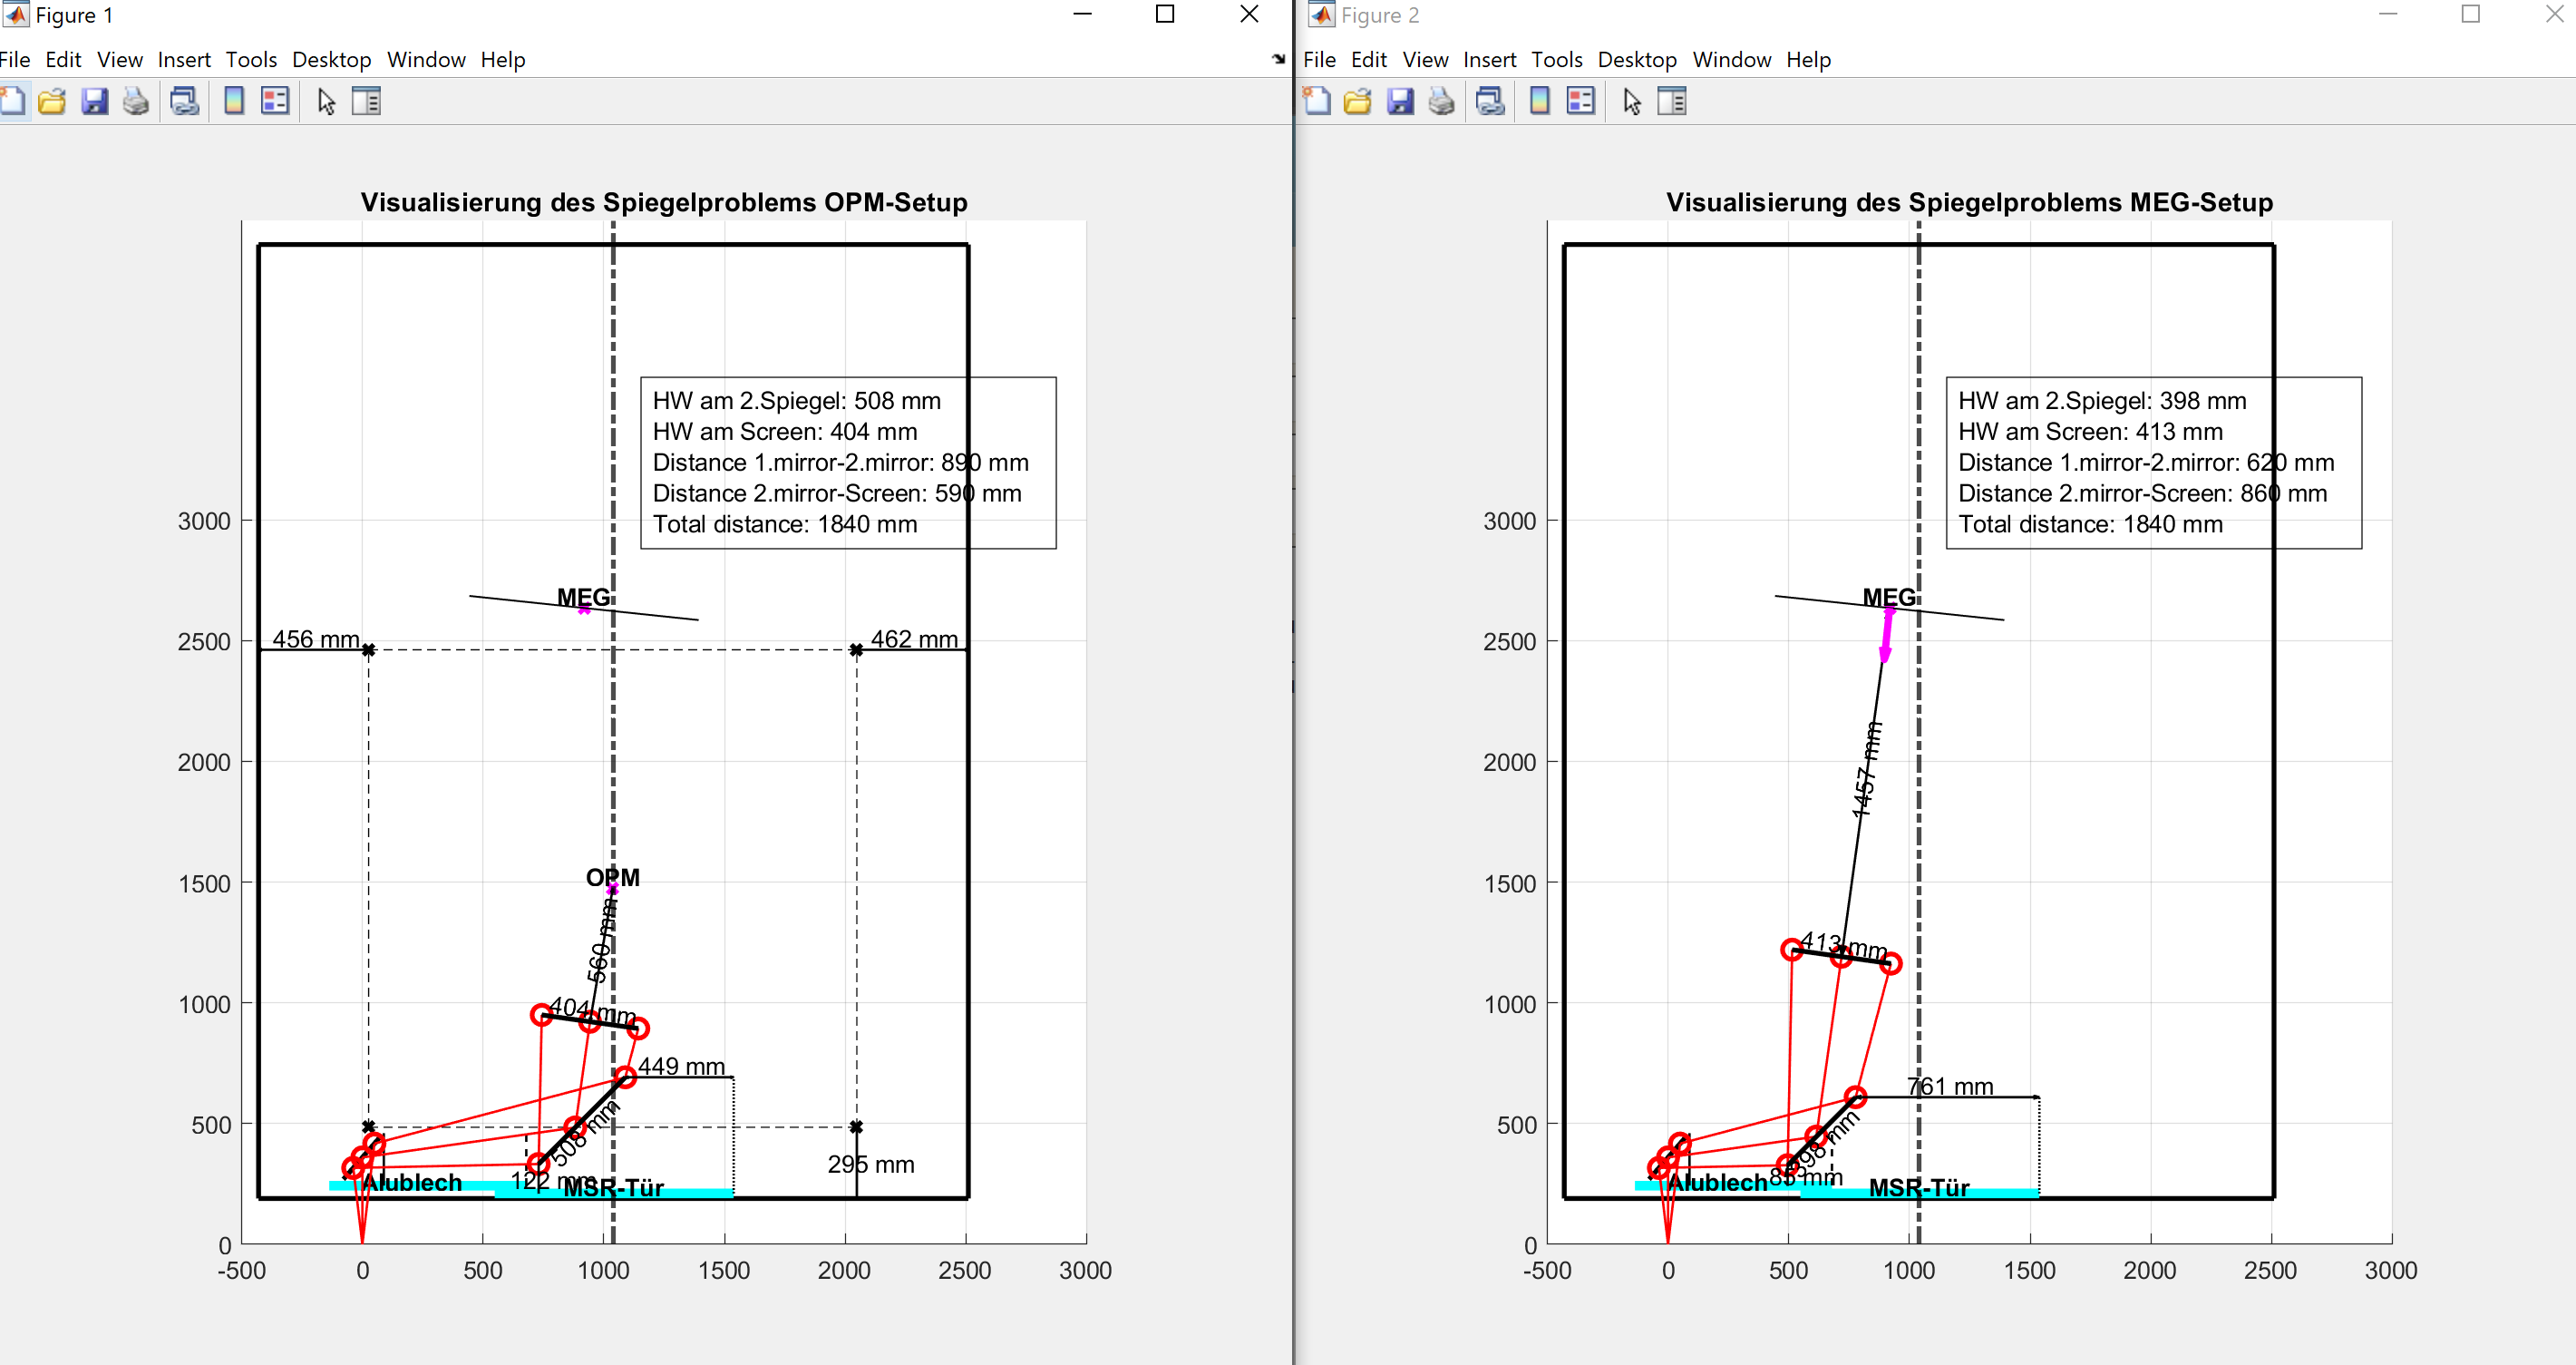 Figure 1
File Edit View Insert Tools Desktop Window Help
Visualisierung des Spiegelproblems OPM-Setup
HW am 2.Spiegel: 508 mm
HW am Screen: 404 mm
Distance 1.mirror-2.mirror: 890 mm
Distance 2.mirror-Screen: 590 mm
Total distance: 1840 mm
3000
MEG
2500
456 mm
462 mm
2000
1500
OPM
560 mm
1000
404 mm
449 mm
500
508 mm
295 mm
122 mm
Alublech
MSR-Tür
0
-500 0 500 1000 1500 2000 2500 3000
Figure 2
File Edit View Insert Tools Desktop Window Help
Visualisierung des Spiegelproblems MEG-Setup
HW am 2.Spiegel: 398 mm
HW am Screen: 413 mm
Distance 1.mirror-2.mirror: 620 mm
Distance 2.mirror-Screen: 860 mm
Total distance: 1840 mm
3000
MEG
2500
2000
1457 mm
1500
1000
413 mm
761 mm
500
398 mm
85 mm
Alublech
MSR-Tür
0
-500 0 500 1000 1500 2000 2500 3000